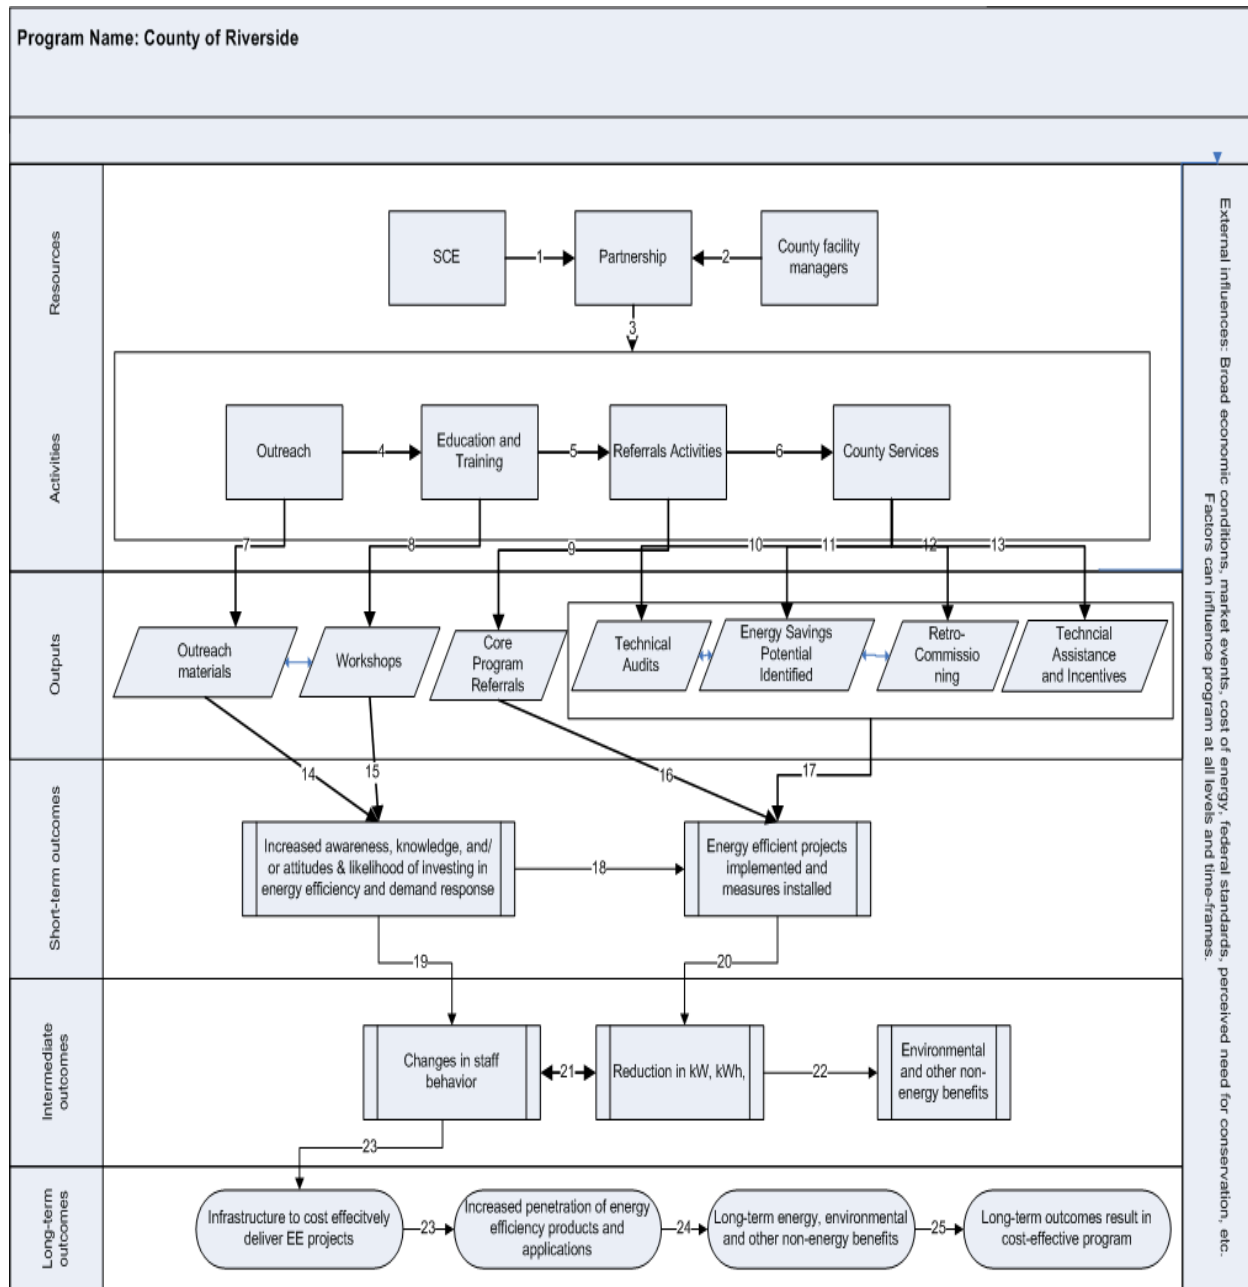 Program Name: County of Riverside
Resources
SCE
1
Partnership
2
County facility
managers
3
Activities
Outreach
4
Education and
Training
5
Referrals Activities
6
County Services
7
8
9
10
11
12
13
Outputs
Outreach
materials
Workshops
Core
Program
Referrals
Technical
Audits
Energy Savings
Potential
Identified
Retro-
Commissio
ning
Techncial
Assistance
and Incentives
14
15
16
17
Short-term outcomes
Increased awareness, knowledge, and/
or attitudes & likelihood of investing in
energy efficiency and demand response
18
Energy efficient projects
implemented and
measures installed
19
20
Intermediate
outcomes
Changes in staff
behavior
21
Reduction in kW, kWh,
22
Environmental
and other non-
energy benefits
23
Long-term
outcomes
Infrastructure to cost effecitvely
deliver EE projects
23
Increased penetration of energy
efficiency products and
applications
24
Long-term energy, environmental
and other non-energy benefits
25
Long-term outcomes result in
cost-effective program
External influences: Broad economic conditions, market events, cost of energy, federal standards, perceived need for conservation, etc.
Factors can influence program at all levels and time-frames.